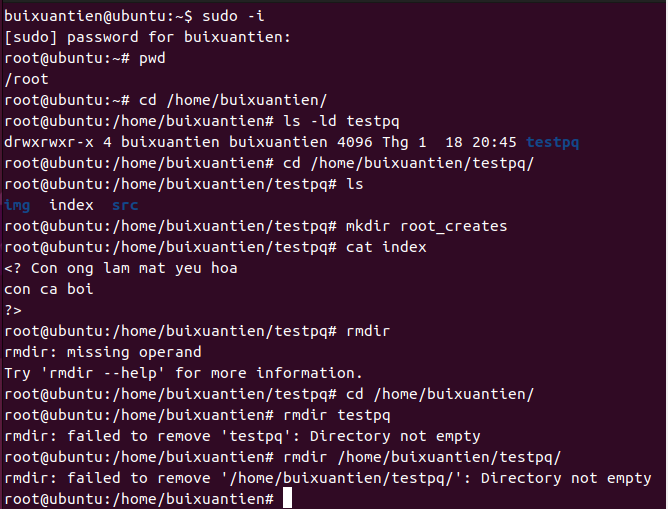 buixuantien@ubuntu:~$ sudo -i
[sudo] password for buixuantien:
root@ubuntu:~# pwd
/root
root@ubuntu:~# cd /home/buixuantien/
root@ubuntu:/home/buixuantien# ls -ld testpq
drwxrwxr-x 4 buixuantien buixuantien 4096 Thg 1  18 20:45 testpq
root@ubuntu:/home/buixuantien# cd /home/buixuantien/testpq/
root@ubuntu:/home/buixuantien/testpq# ls
img  index  src
root@ubuntu:/home/buixuantien/testpq# mkdir root_creates
root@ubuntu:/home/buixuantien/testpq# cat index
<? Con ong lam mat yeu hoa
con ca boi
?>
root@ubuntu:/home/buixuantien/testpq# rmdir
rmdir: missing operand
Try 'rmdir --help' for more information.
root@ubuntu:/home/buixuantien/testpq# cd /home/buixuantien/
root@ubuntu:/home/buixuantien# rmdir testpq
rmdir: failed to remove 'testpq': Directory not empty
root@ubuntu:/home/buixuantien# rmdir /home/buixuantien/testpq/
rmdir: failed to remove '/home/buixuantien/testpq/': Directory not empty
root@ubuntu:/home/buixuantien#